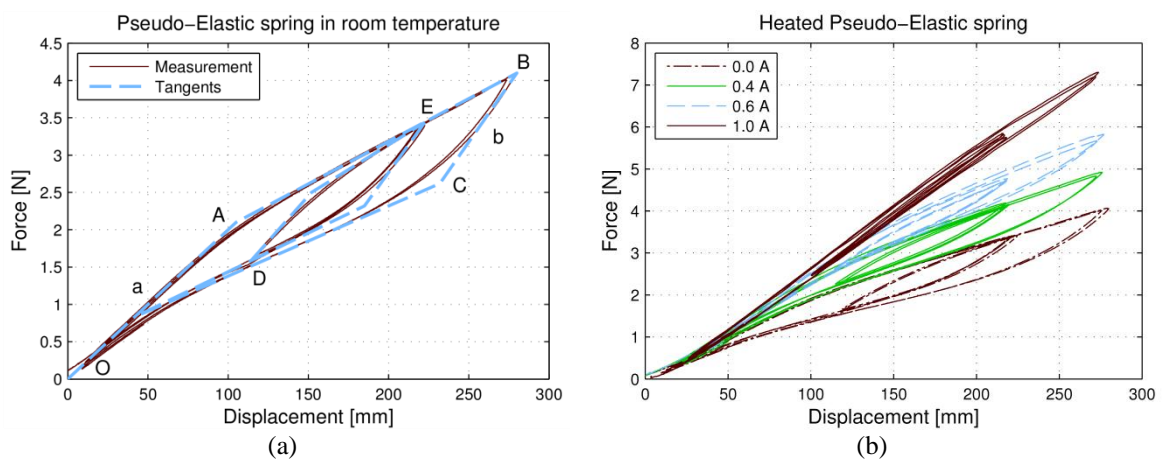 Pseudo-Elastic spring in room temperature
4.5
4
3.5
3
2.5
2
1.5
1
0.5
0
Force [N]
Measurement
Tangents
B
E
b
C
A
D
a
O
0 50 100 150 200 250 300
Displacement [mm]
(a)
Heated Pseudo-Elastic spring
8
7
6
5
4
3
2
1
0
Force [N]
0.0 A
0.4 A
0.6 A
1.0 A
0 50 100 150 200 250 300
Displacement [mm]
(b)